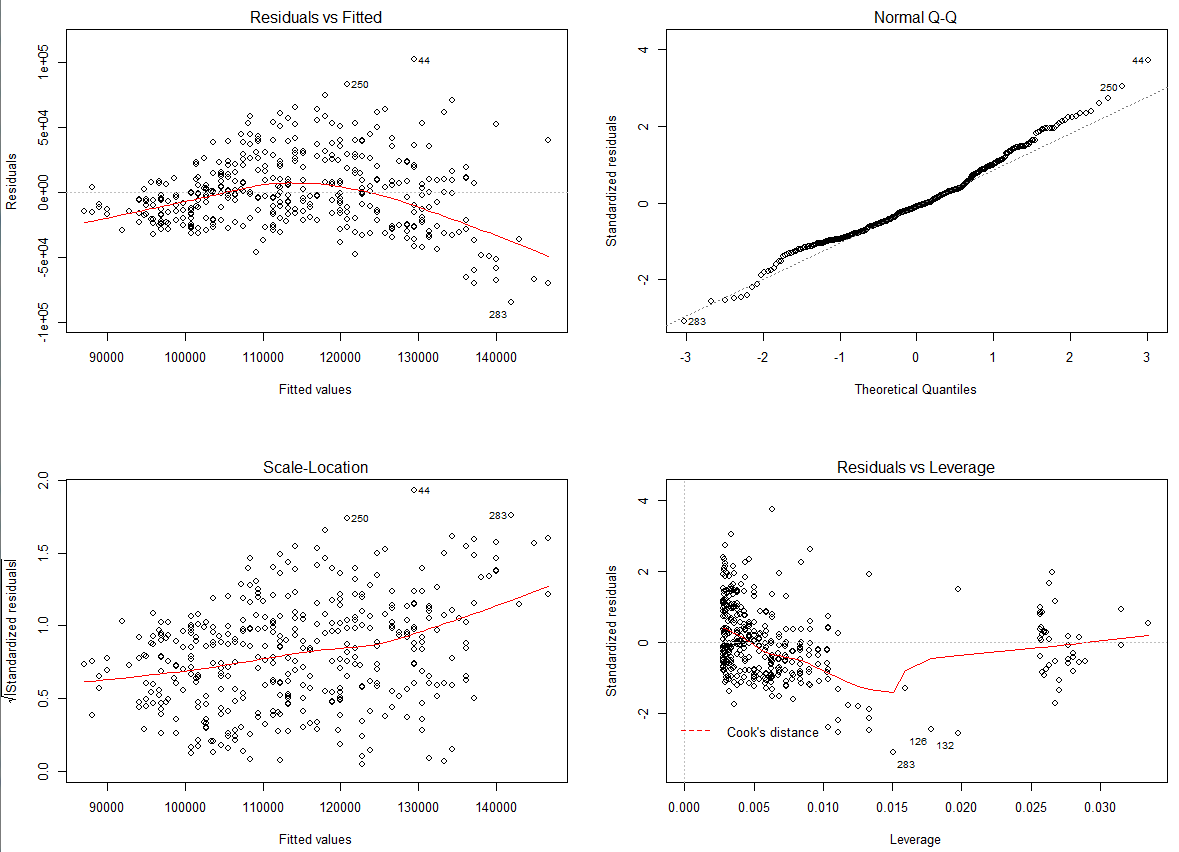 Residuals vs Fitted
Residuals
-1e+05 -5e+04 0e+00 5e+04 1e+05
44
250
283
90000 100000 110000 120000 130000 140000
Fitted values
Normal Q-Q
Standardized residuals
-2 0 2 4
44
250
283
-3 -2 -1 0 1 2 3
Theoretical Quantiles
Scale-Location
√|Standardized residuals|
0.0 0.5 1.0 1.5 2.0
44
250
283
90000 100000 110000 120000 130000 140000
Fitted values
Residuals vs Leverage
Standardized residuals
-2 0 2 4
Cook's distance
126
132
283
0.000 0.005 0.010 0.015 0.020 0.025 0.030
Leverage